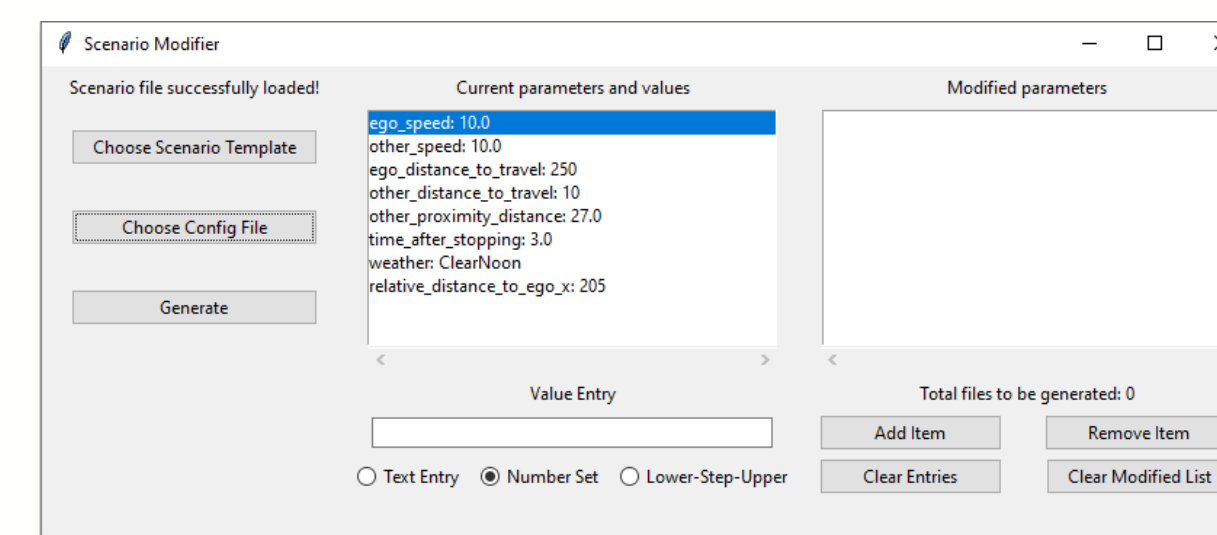 Scenario Modifier
Scenario file successfully loaded!
Choose Scenario Template
Choose Config File
Generate
Current parameters and values
ego_speed: 10.0
other_speed: 10.0
ego_distance_to_travel: 250
other_distance_to_travel: 10
other_proximity_distance: 27.0
time_after_stopping: 3.0
weather: ClearNoon
relative_distance_to_ego_x: 205
Value Entry
Text Entry Number Set Lower-Step-Upper
Modified parameters
Total files to be generated: 0
Add Item Remove Item
Clear Entries Clear Modified List